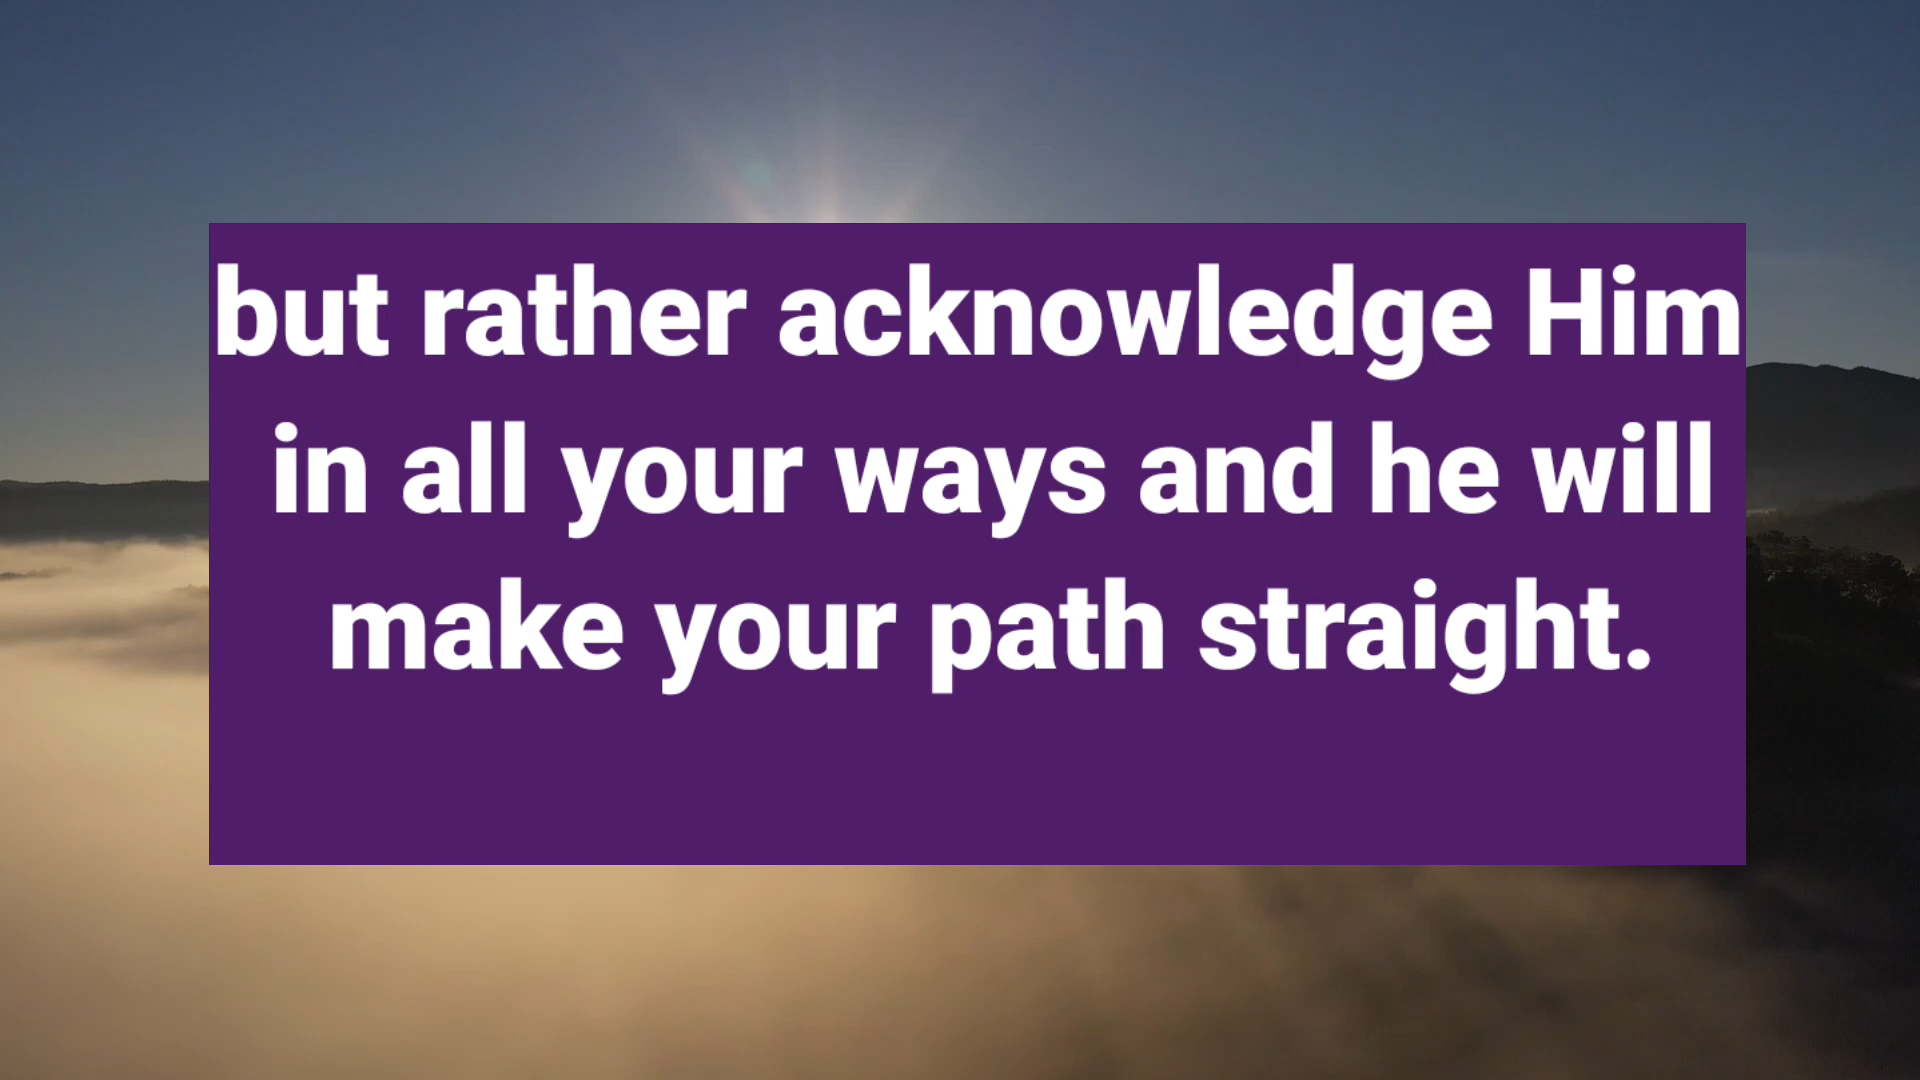 but rather acknowledge Him
in all your ways and he will
make your path straight.